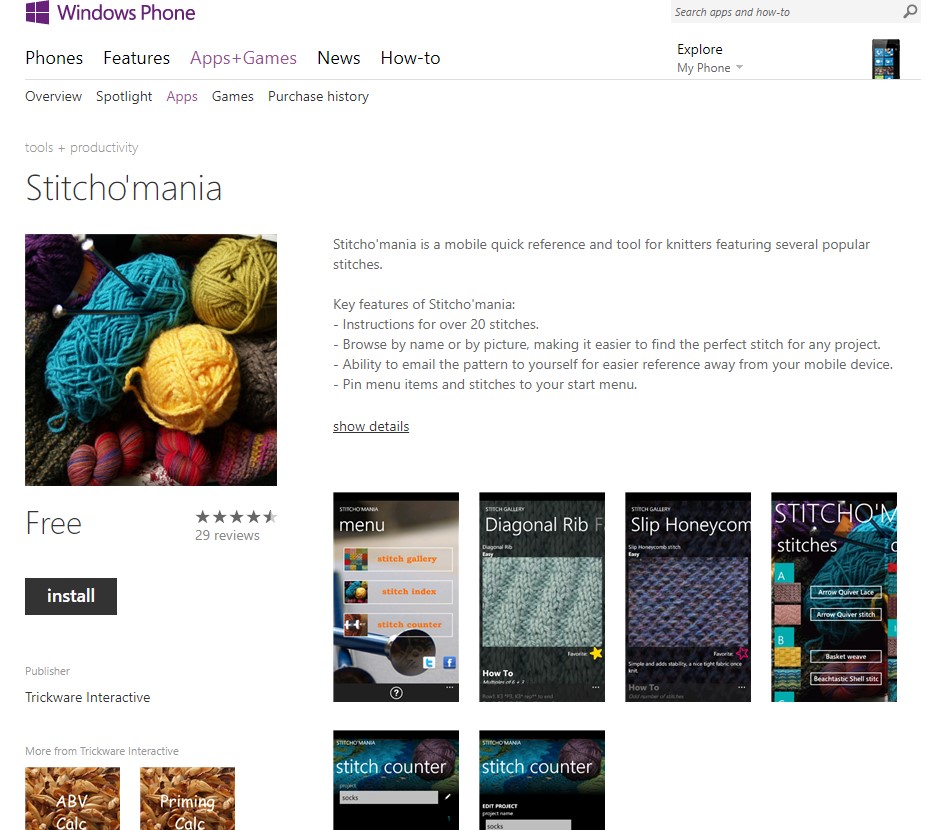 Windows Phone
Search apps and how-to
Phones Features Apps+Games News How-to
Explore
My Phone
Overview Spotlight Apps Games Purchase history
tools + productivity
Stitcho'mania
Stitcho'mania is a mobile quick reference and tool for knitters featuring several popular
stitches.
Key features of Stitcho'mania:
- Instructions for over 20 stitches.
- Browse by name or by picture, making it easier to find the perfect stitch for any project.
- Ability to email the pattern to yourself for easier reference away from your mobile device.
- Pin menu items and stitches to your start menu.
show details
Free
29 reviews
install
Publisher
Trickware Interactive
More from Trickware Interactive
ABV
Calc
Priming
Calc
STITCHO'MANIA
menu
stitch gallery
stitch index
stitch counter
STITCH GALLERY
Diagonal Rib F
Diagonal Rib
Easy
Favorite:
How To
Multiples of 6 + 1
STITCH GALLERY
Slip Honeycom
Slip Honeycomb stitch
Easy
Favorite:
Simple and adds stability, a nice tight fabric once
knit.
How To
Odd number of stitches
STITCHO'M
stitches
A
Arrow Quiver Lace
Arrow Quiver stitch
B
Basket weave
Beachtastic Shell stitc
STITCHO'MANIA
stitch counter
project
socks
STITCHO'MANIA
stitch counter
EDIT PROJECT
project name
socks